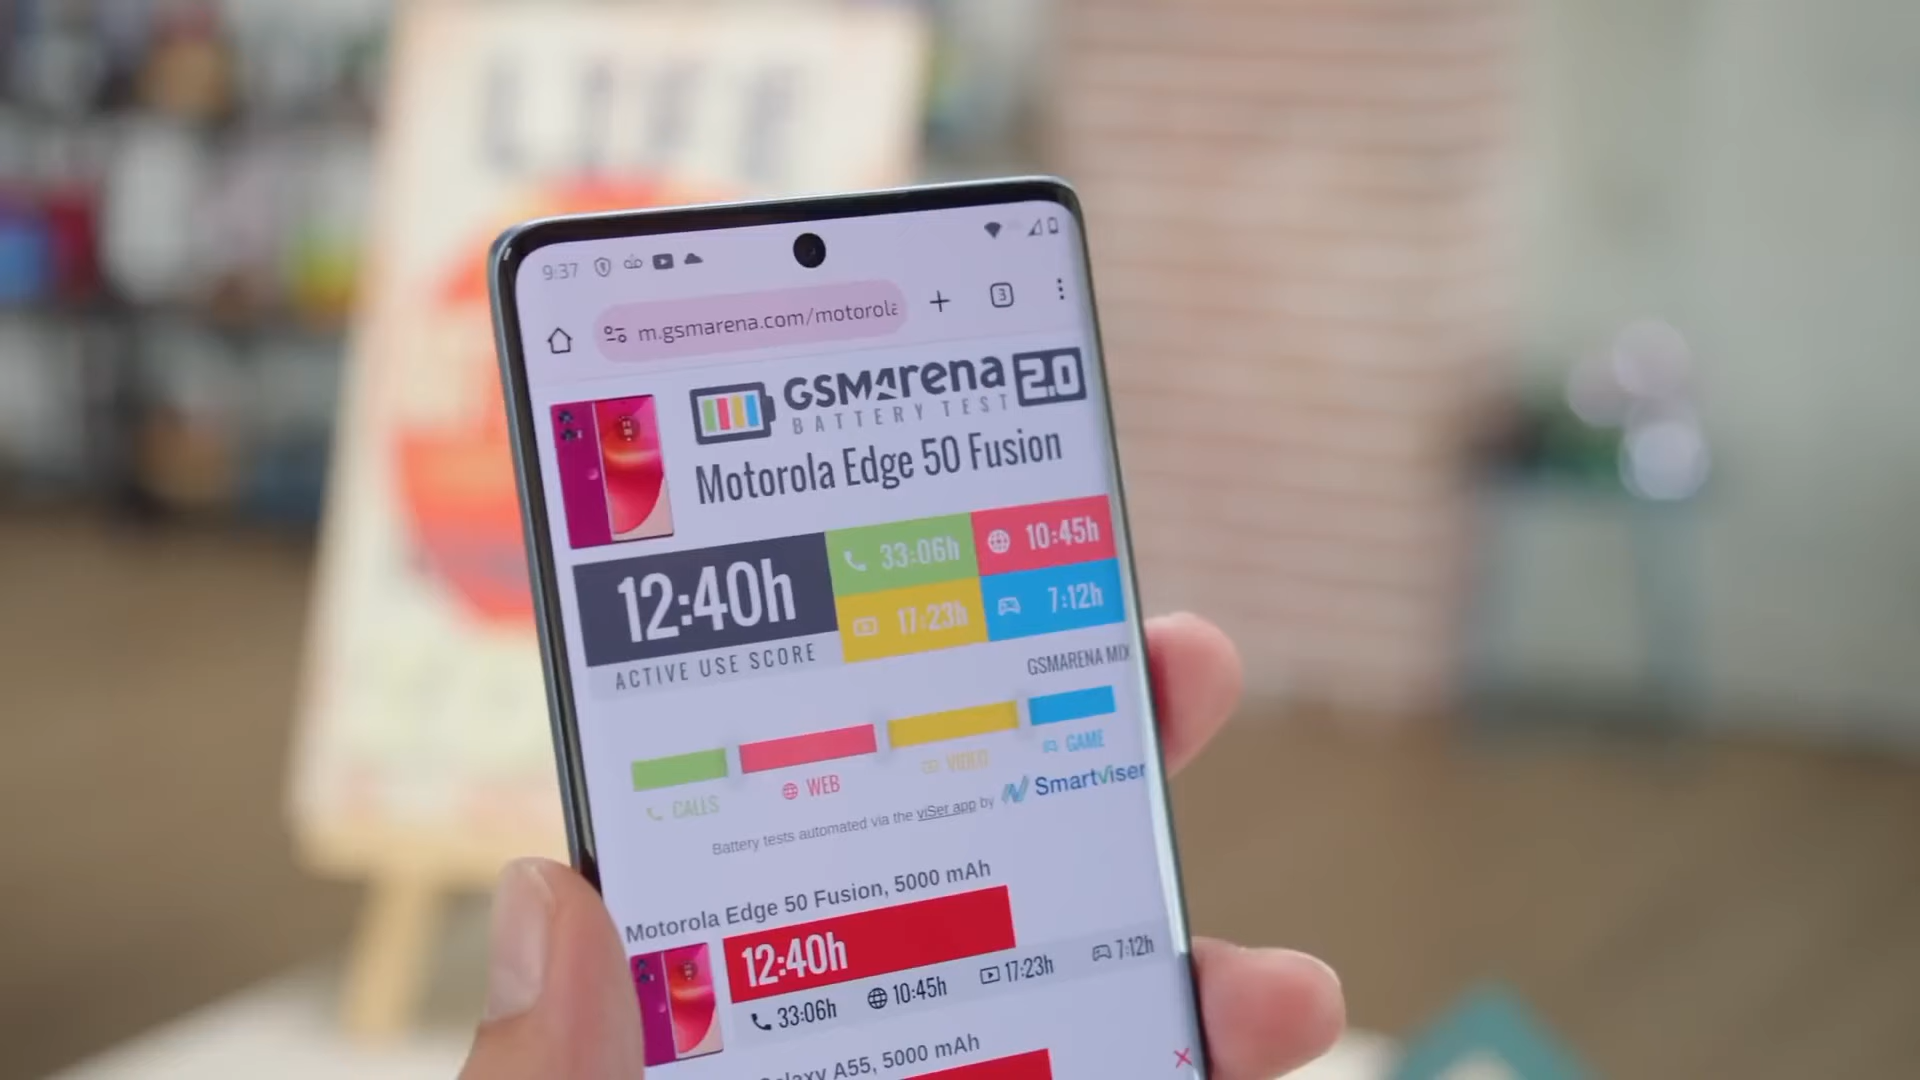 LIFE
9:37
m.gsmarena.com/motorola
3
GSMArena 2.0
BATTERY TEST
Motorola Edge 50 Fusion
12:40h
ACTIVE USE SCORE
33:06h
10:45h
17:23h
7:12h
GSMARENA MIX
CALLS
WEB
VIDEO
GAME
Battery tests automated via the viSer app by SmartViser
Motorola Edge 50 Fusion, 5000 mAh
12:40h
33:06h 10:45h 17:23h 7:12h
A55, 5000 mAh